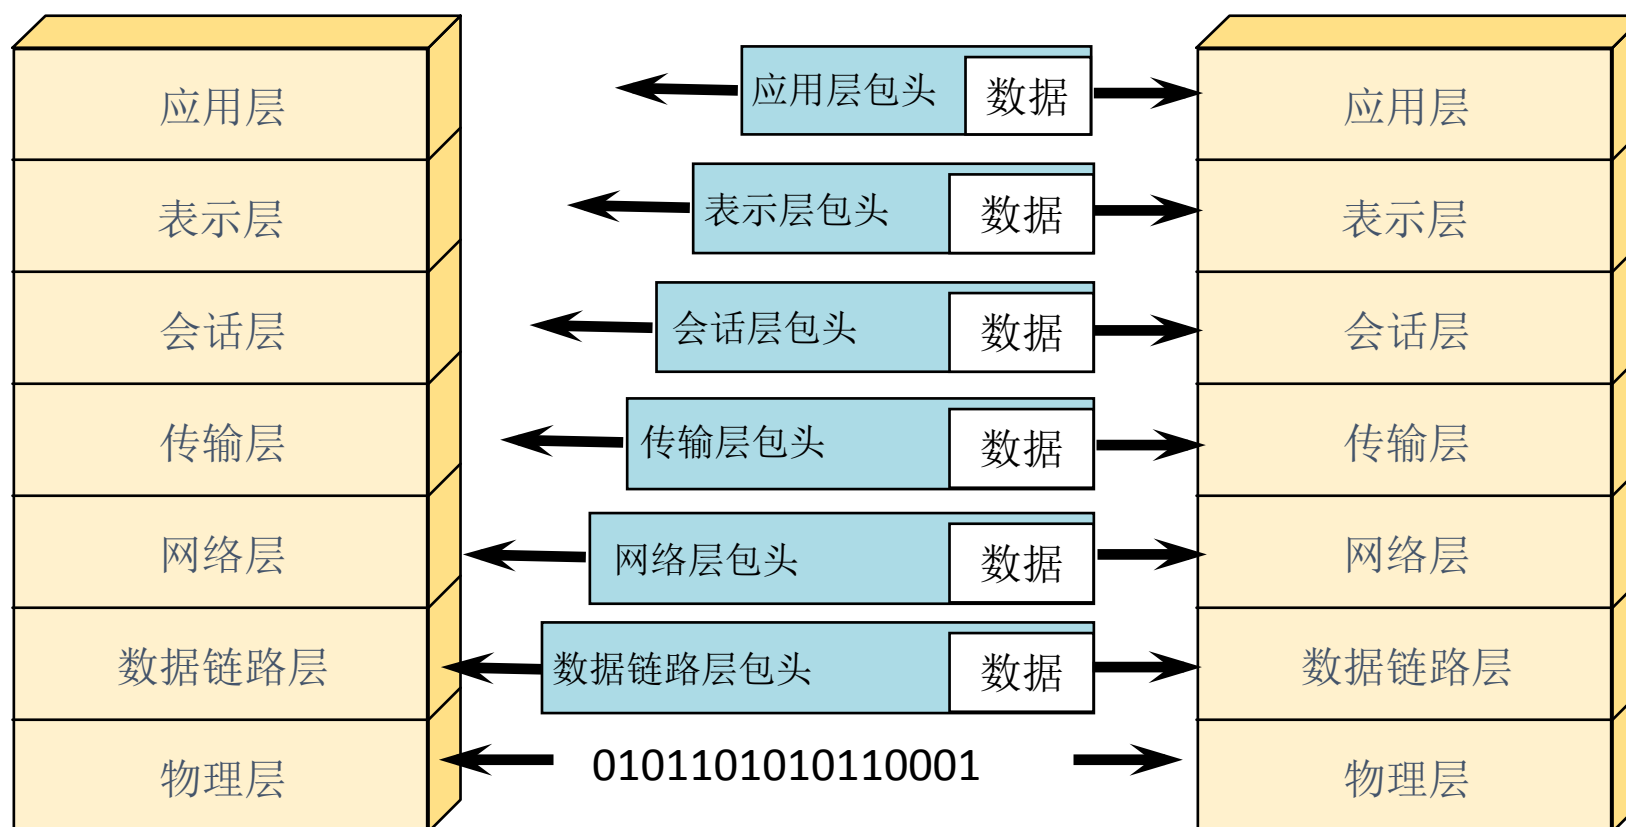 应用层 应用层包头 数据 应用层
表示层 表示层包头 数据 表示层
会话层 会话层包头 数据 会话层
传输层 传输层包头 数据 传输层
网络层 网络层包头 数据 网络层
数据链路层 数据链路层包头 数据 数据链路层
物理层 0101101010110001 物理层